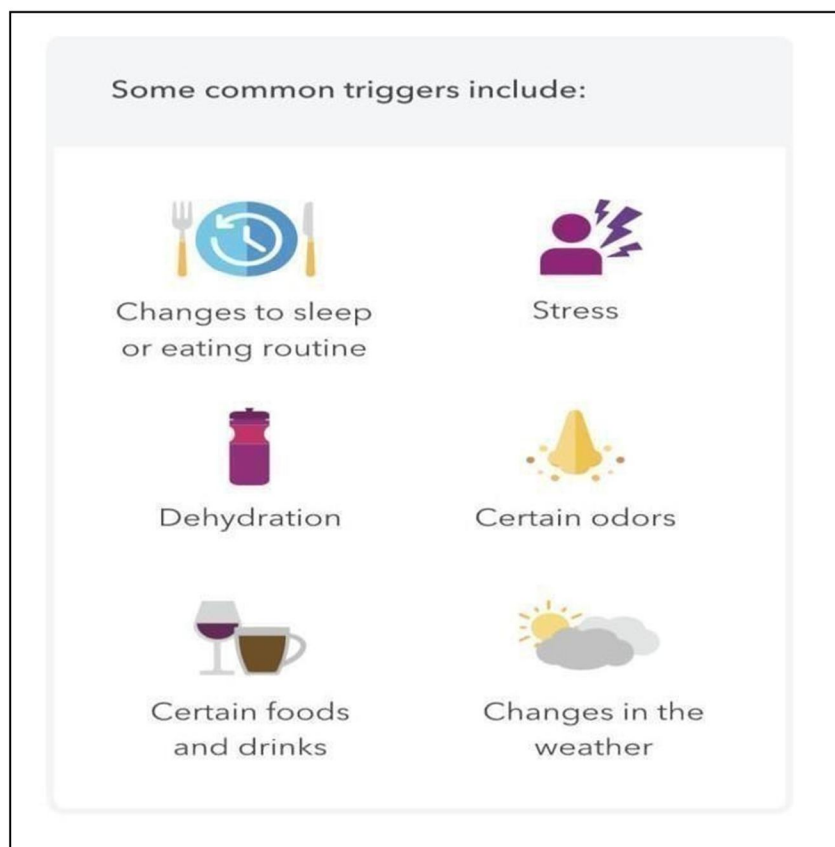 Some common triggers include:
Changes to sleep
or eating routine
Stress
Dehydration
Certain odors
Certain foods
and drinks
Changes in the
weather